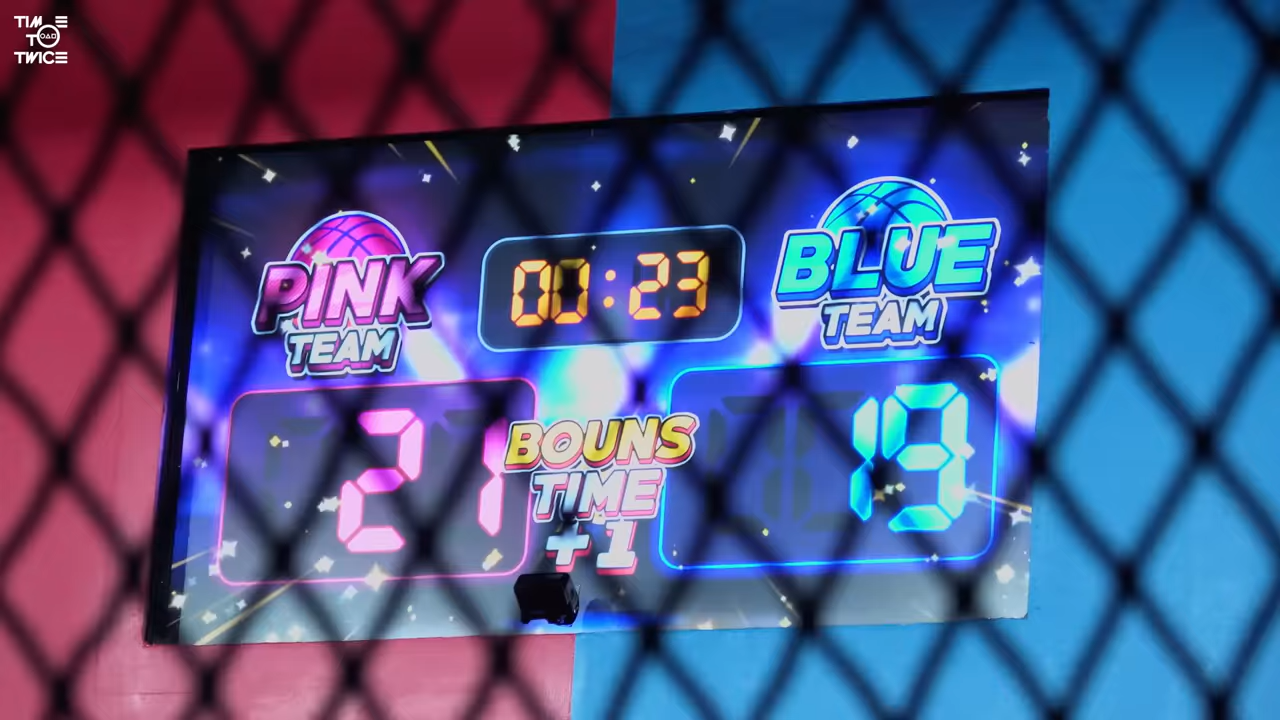 TIME
TO
TWICE
PINK
TEAM
00:23
BLUE
TEAM
21
BOUNS
TIME
+1
19